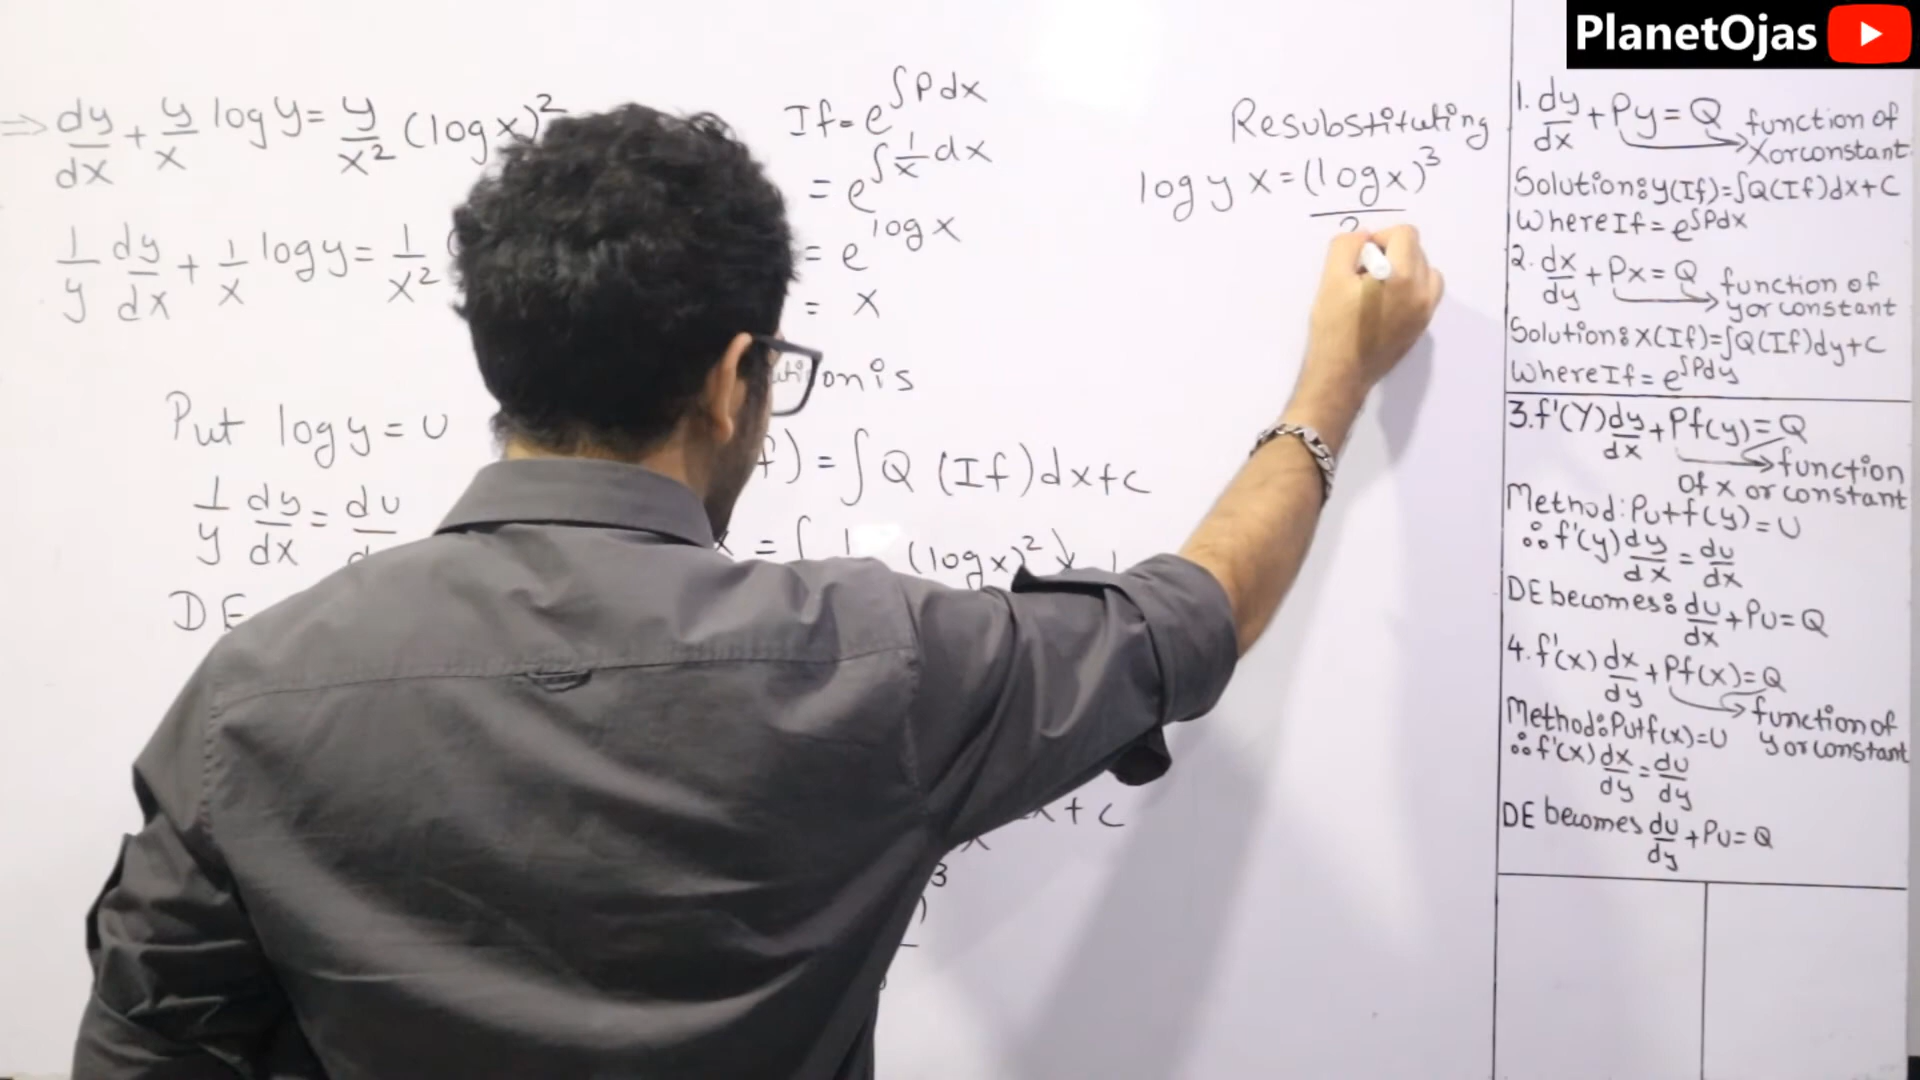 PlanetOjas
⇒ dy/dx + y/x log y = y/x² (log x)²
1/y dy/dx + 1/x log y = 1/x²
Put log y = U
1/y dy/dx = du
DE
If = e^∫Pdx
= e^∫1/x dx
= e^log x
= x
on is
) = ∫Q (If) dx + c
= ∫ 1 (log x)²
x + c
3
Resubstituting
log y x = (log x)³
1. dy/dx + Py = Q function of
x or constant
Solution: y(If) = ∫Q(If)dx + C
Where If = e^∫Pdx
2. dx/dy + Px = Q function of
y or constant
Solution: x(If) = ∫Q(If)dy + C
Where If = e^∫Pdy
3. f'(Y) dy/dx + Pf(y) = Q
function
of x or constant
Method: Put f(y) = U
∴ f'(y) dy/dx = du/dx
DE becomes: du/dx + Pu = Q
4. f'(x) dx/dy + Pf(x) = Q
function of
y or constant
Method: Put f(x) = U
∴ f'(x) dx/dy = du/dy
DE becomes du/dy + Pu = Q